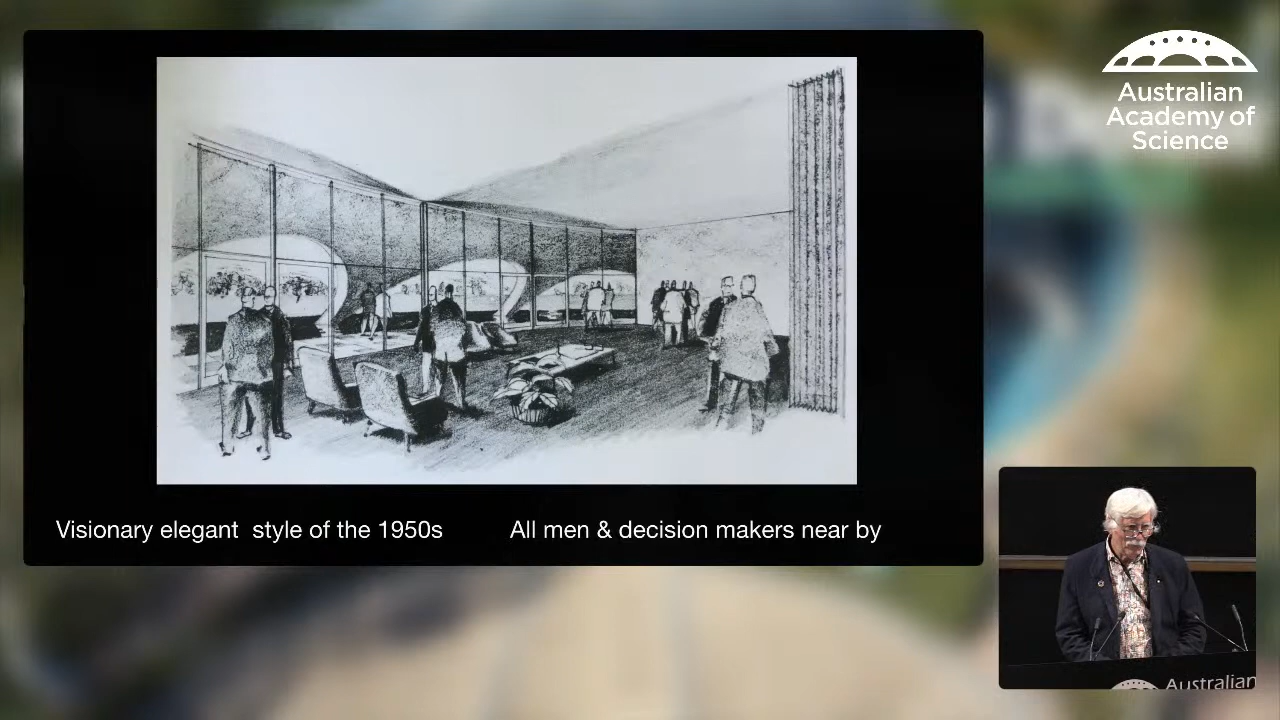 Australian
Academy of
Science
Visionary elegant  style of the 1950s
All men & decision makers near by
Australian